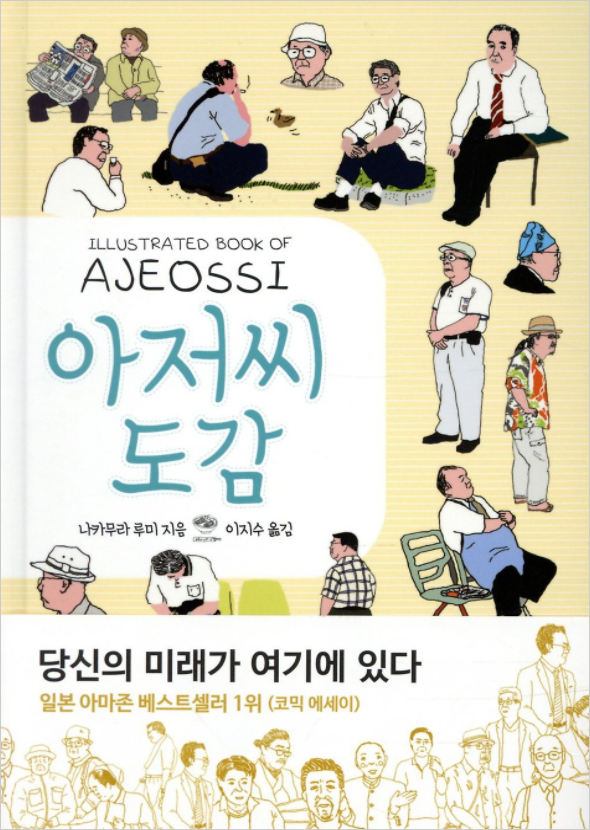 ILLUSTRATED BOOK OF
AJEOSSI
아저씨
도감
나카무라 루미 지음 이지수 옮김
당신의 미래가 여기에 있다
일본 아마존 베스트셀러 1위 (코믹 에세이)